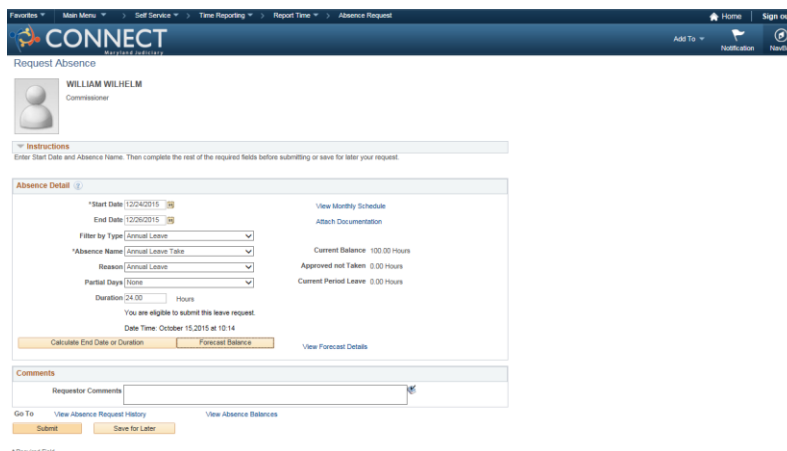 Favorites Main Menu > Self Service > Time Reporting > Report Time > Absence Request Home Sign ou
CONNECT Add To Notification NavB
Maryland Judiciary
Request Absence
WILLIAM WILHELM
Commissioner
Instructions
Enter Start Date and Absence Name. Then complete the rest of the required fields before submitting or save for later your request.
Absence Detail
*Start Date 12/24/2015 View Monthly Schedule
End Date 12/26/2015 Attach Documentation
Filter by Type Annual Leave
*Absence Name Annual Leave Take Current Balance 100.00 Hours
Reason Annual Leave Approved not Taken 0.00 Hours
Partial Days None Current Period Leave 0.00 Hours
Duration 24.00 Hours
You are eligible to submit this leave request.
Date Time: October 15,2015 at 10:14
Calculate End Date or Duration Forecast Balance View Forecast Details
Comments
Requestor Comments
Go To View Absence Request History View Absence Balances
Submit Save for Later